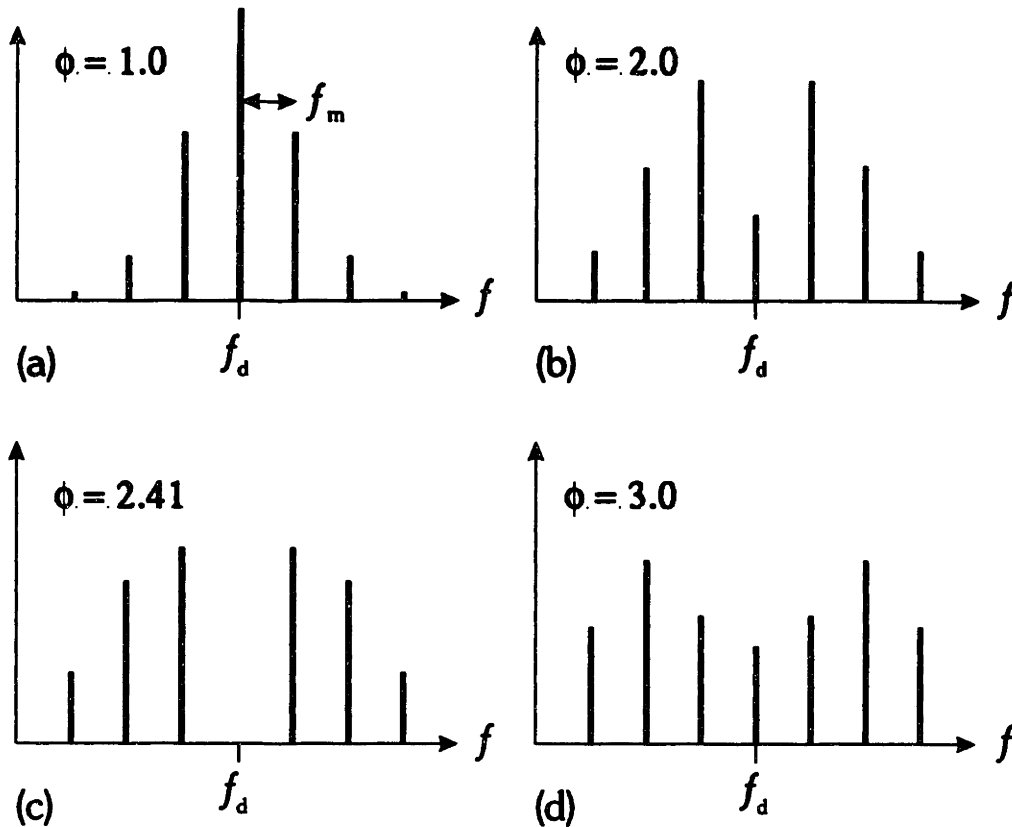 ϕ = 1.0
f_m
f
f_d
(a)
ϕ = 2.0
f
f_d
(b)
ϕ = 2.41
f
f_d
(c)
ϕ = 3.0
f
f_d
(d)